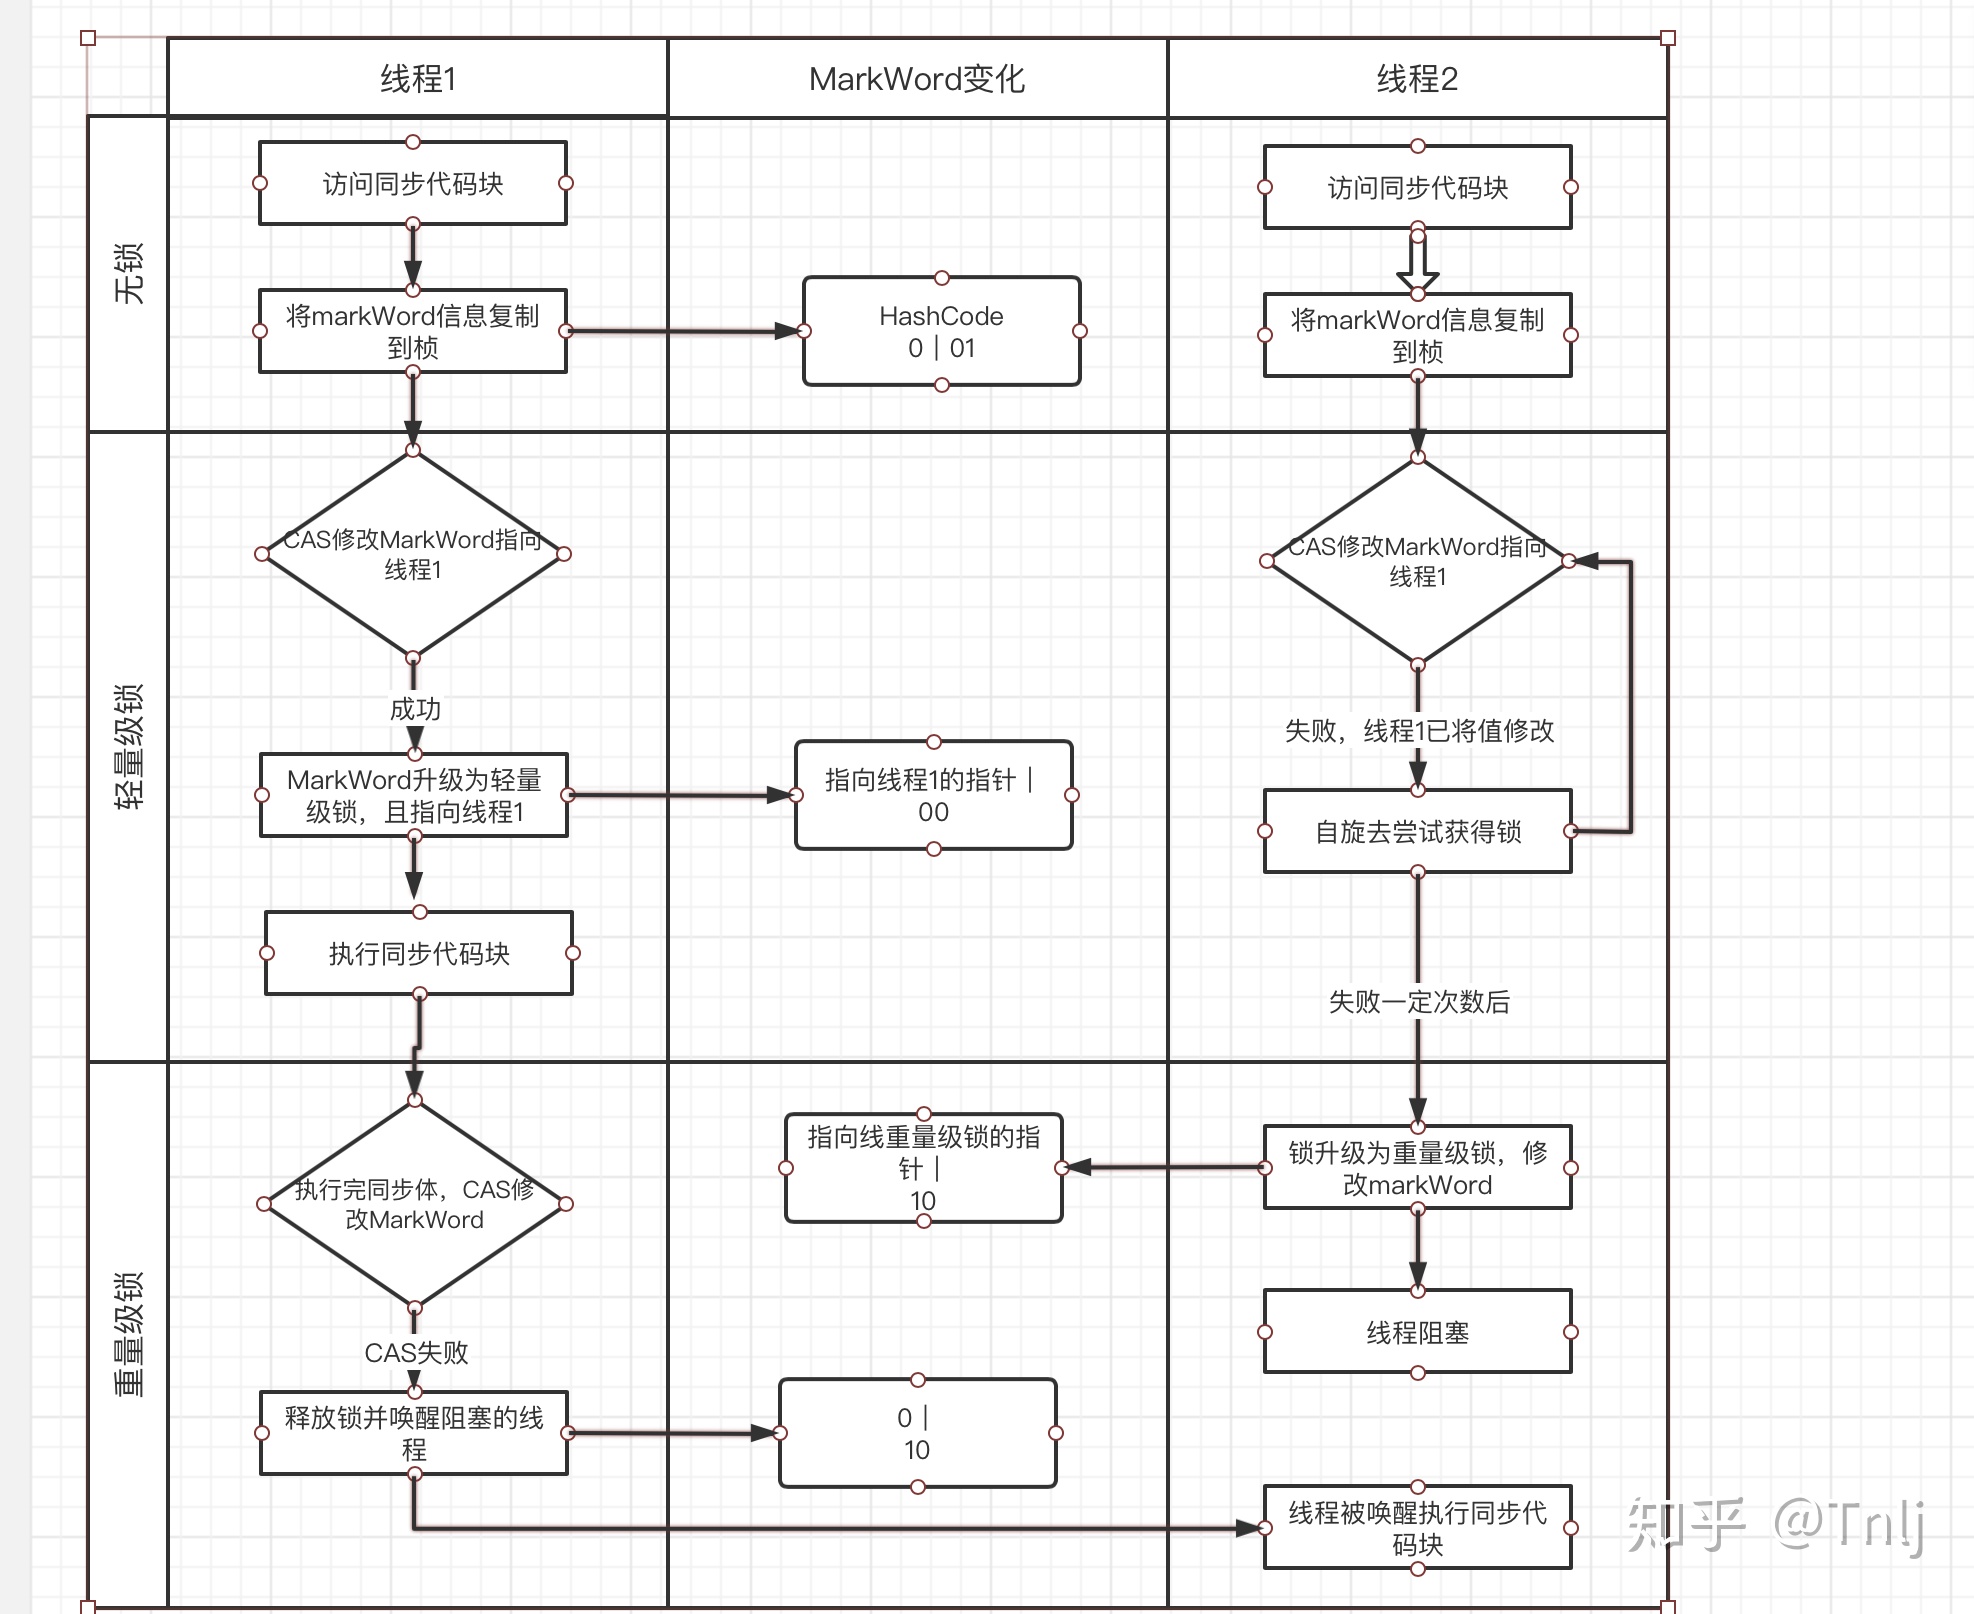 线程1
MarkWord变化
线程2
无锁
访问同步代码块
将markWord信息复制
到桢
HashCode
0 | 01
访问同步代码块
将markWord信息复制
到桢
轻量级锁
CAS修改MarkWord指向
线程1
成功
MarkWord升级为轻量
级锁，且指向线程1
执行同步代码块
指向线程1的指针 |
00
CAS修改MarkWord指向
线程1
失败，线程1已将值修改
自旋去尝试获得锁
失败一定次数后
重量级锁
执行完同步体，CAS修
改MarkWord
CAS失败
释放锁并唤醒阻塞的线
程
指向线重量级锁的指
针 |
10
0 |
10
锁升级为重量级锁，修
改markWord
线程阻塞
线程被唤醒执行同步代
码块
知乎 @Tnlj